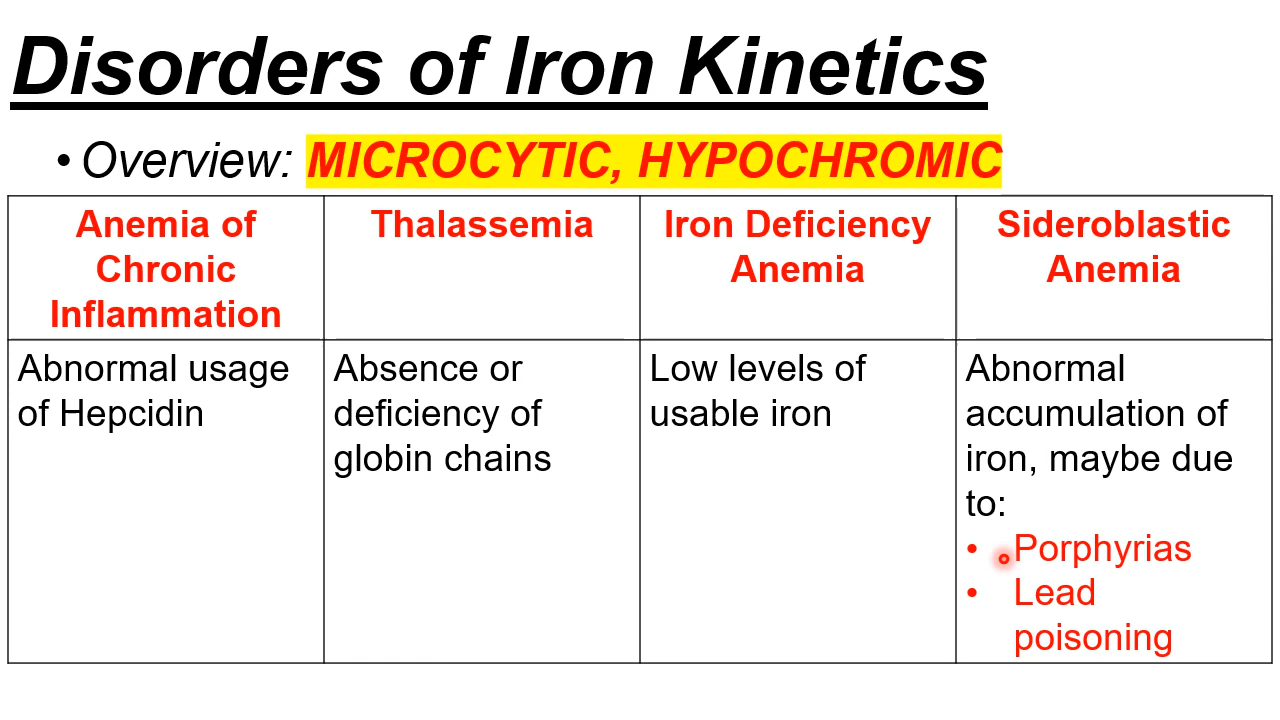 Disorders of Iron Kinetics
• Overview: MICROCYTIC, HYPOCHROMIC
Anemia of
Chronic
Inflammation
Thalassemia
Iron Deficiency
Anemia
Sideroblastic
Anemia
Abnormal usage
of Hepcidin
Absence or
deficiency of
globin chains
Low levels of
usable iron
Abnormal
accumulation of
iron, maybe due
to:
• Porphyrias
• Lead
poisoning